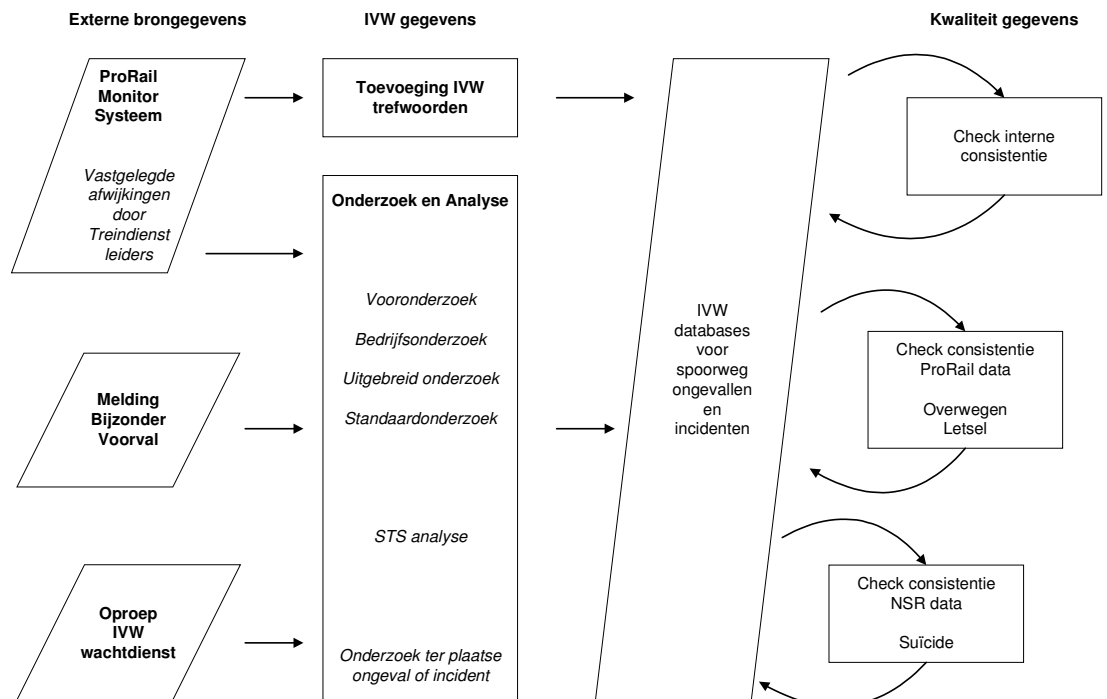 Externe brongegevens
IVW gegevens
Kwaliteit gegevens
ProRail
Monitor
Systeem
Vastgelegde
afwijkingen
door
Treindienst
leiders
Toevoeging IVW
trefwoorden
Onderzoek en Analyse
Vooronderzoek
Bedrijfsonderzoek
Uitgebreid onderzoek
Standaardonderzoek
STS analyse
Onderzoek ter plaatse
ongeval of incident
Melding
Bijzonder
Voorval
Oproep
IVW
wachtdienst
IVW
databases
voor
spoorweg
ongevallen
en
incidenten
Check interne
consistentie
Check consistentie
ProRail data
Overwegen
Letsel
Check consistentie
NSR data
Suïcide